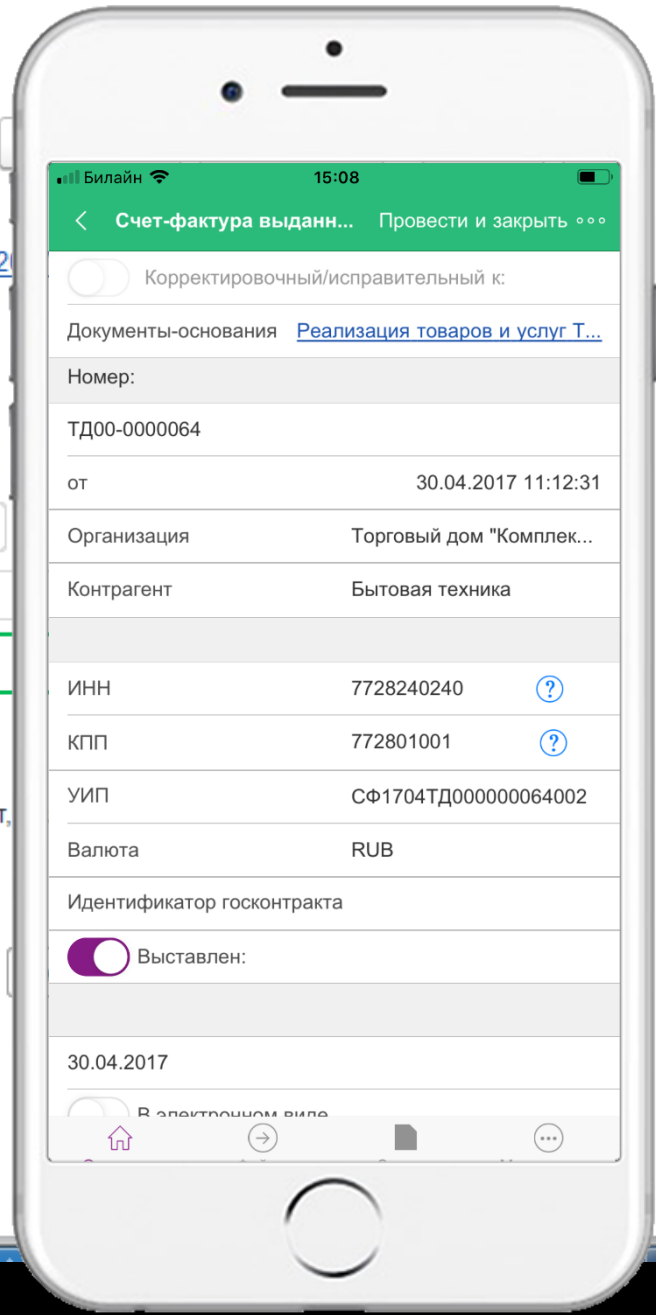 Билайн 15:08
Счет-фактура выданн... Провести и закрыть
Корректировочный/исправительный к:
Документы-основания Реализация товаров и услуг Т...
Номер:
ТД00-0000064
от 30.04.2017 11:12:31
Организация Торговый дом "Комплек...
Контрагент Бытовая техника
ИНН 7728240240 ?
КПП 772801001 ?
УИП СФ1704ТД000000064002
Валюта RUB
Идентификатор госконтракта
Выставлен:
30.04.2017
В электронном виде